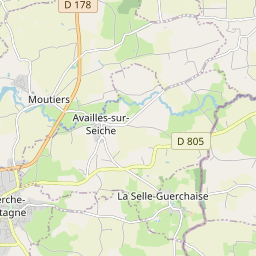 D 178
Moutiers
Availles-sur-
Seiche
D 805
erche-
tagne
La Selle-Guerchaise